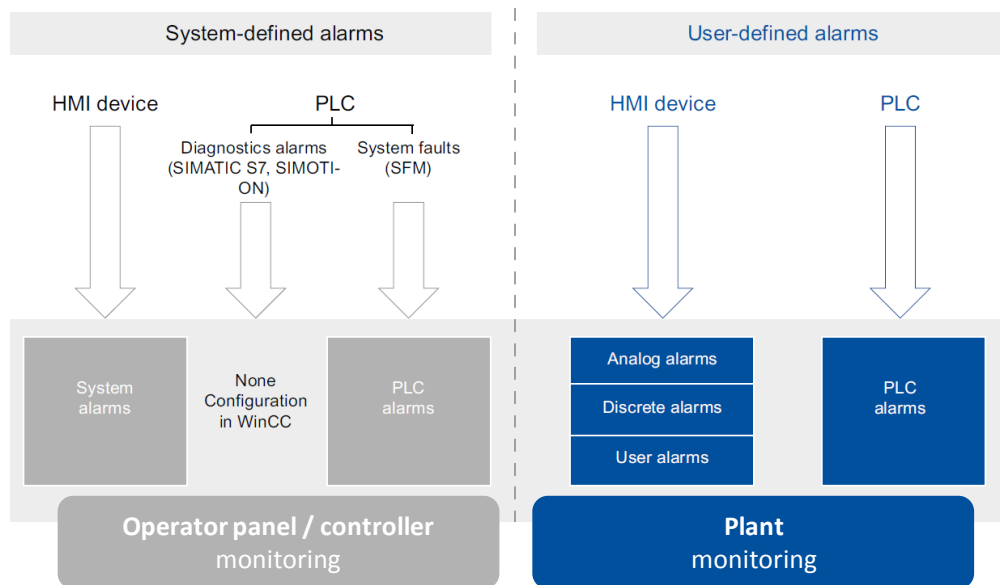 System-defined alarms
User-defined alarms
HMI device
PLC
Diagnostics alarms
(SIMATIC S7, SIMOTI-
ON)
System faults
(SFM)
HMI device
PLC
System
alarms
None
Configuration
in WinCC
PLC
alarms
Analog alarms
Discrete alarms
User alarms
PLC
alarms
Operator panel / controller
monitoring
Plant
monitoring